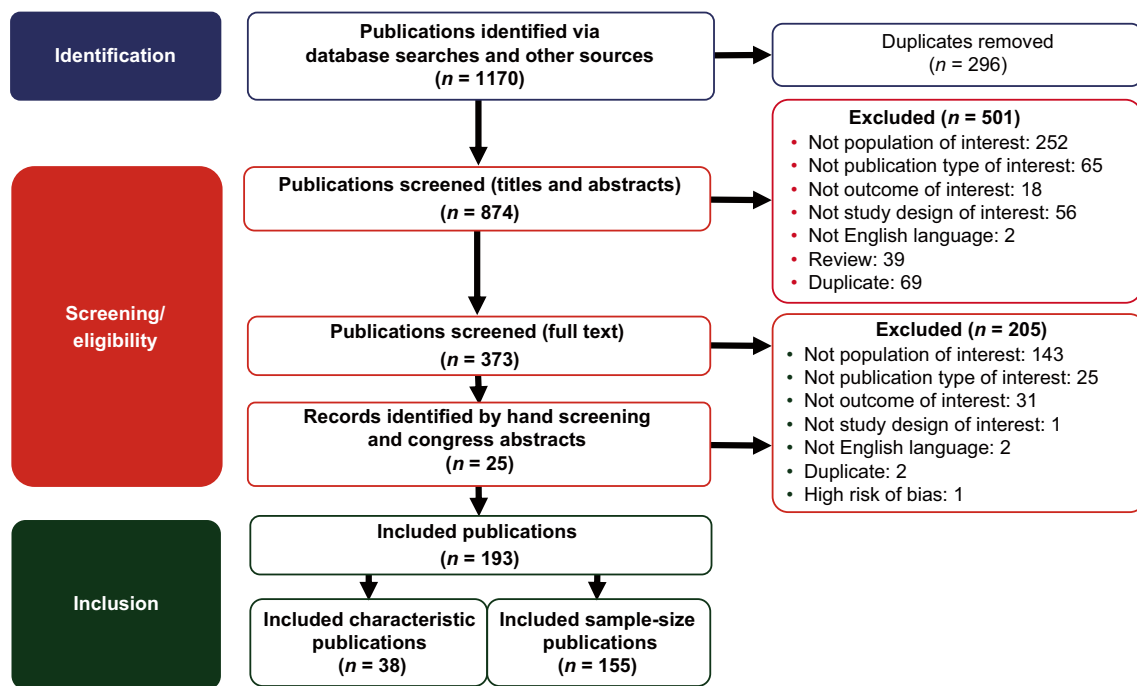 Identification
Publications identified via
database searches and other sources
(n = 1170)
Duplicates removed
(n = 296)
Screening/
eligibility
Publications screened (titles and abstracts)
(n = 874)
Excluded (n = 501)
• Not population of interest: 252
• Not publication type of interest: 65
• Not outcome of interest: 18
• Not study design of interest: 56
• Not English language: 2
• Review: 39
• Duplicate: 69
Publications screened (full text)
(n = 373)
Records identified by hand screening
and congress abstracts
(n = 25)
Excluded (n = 205)
• Not population of interest: 143
• Not publication type of interest: 25
• Not outcome of interest: 31
• Not study design of interest: 1
• Not English language: 2
• Duplicate: 2
• High risk of bias: 1
Inclusion
Included publications
(n = 193)
Included characteristic
publications
(n = 38)
Included sample-size
publications
(n = 155)